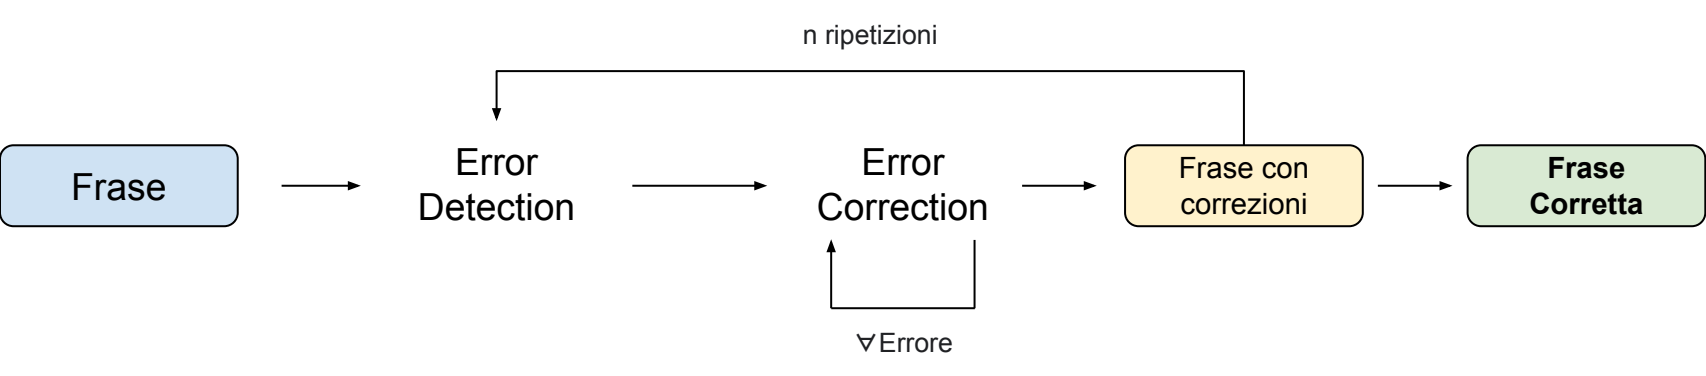 n ripetizioni
Frase
Error
Detection
Error
Correction
Frase con
correzioni
Frase
Corretta
∀Errore